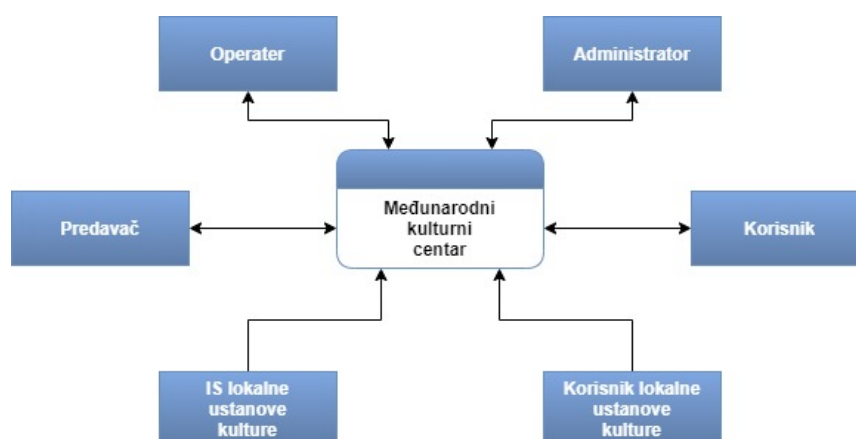 Operater
Administrator
Predavač
Međunarodni
kulturni
centar
Korisnik
IS lokalne
ustanove
kulture
Korisnik lokalne
ustanove
kulture